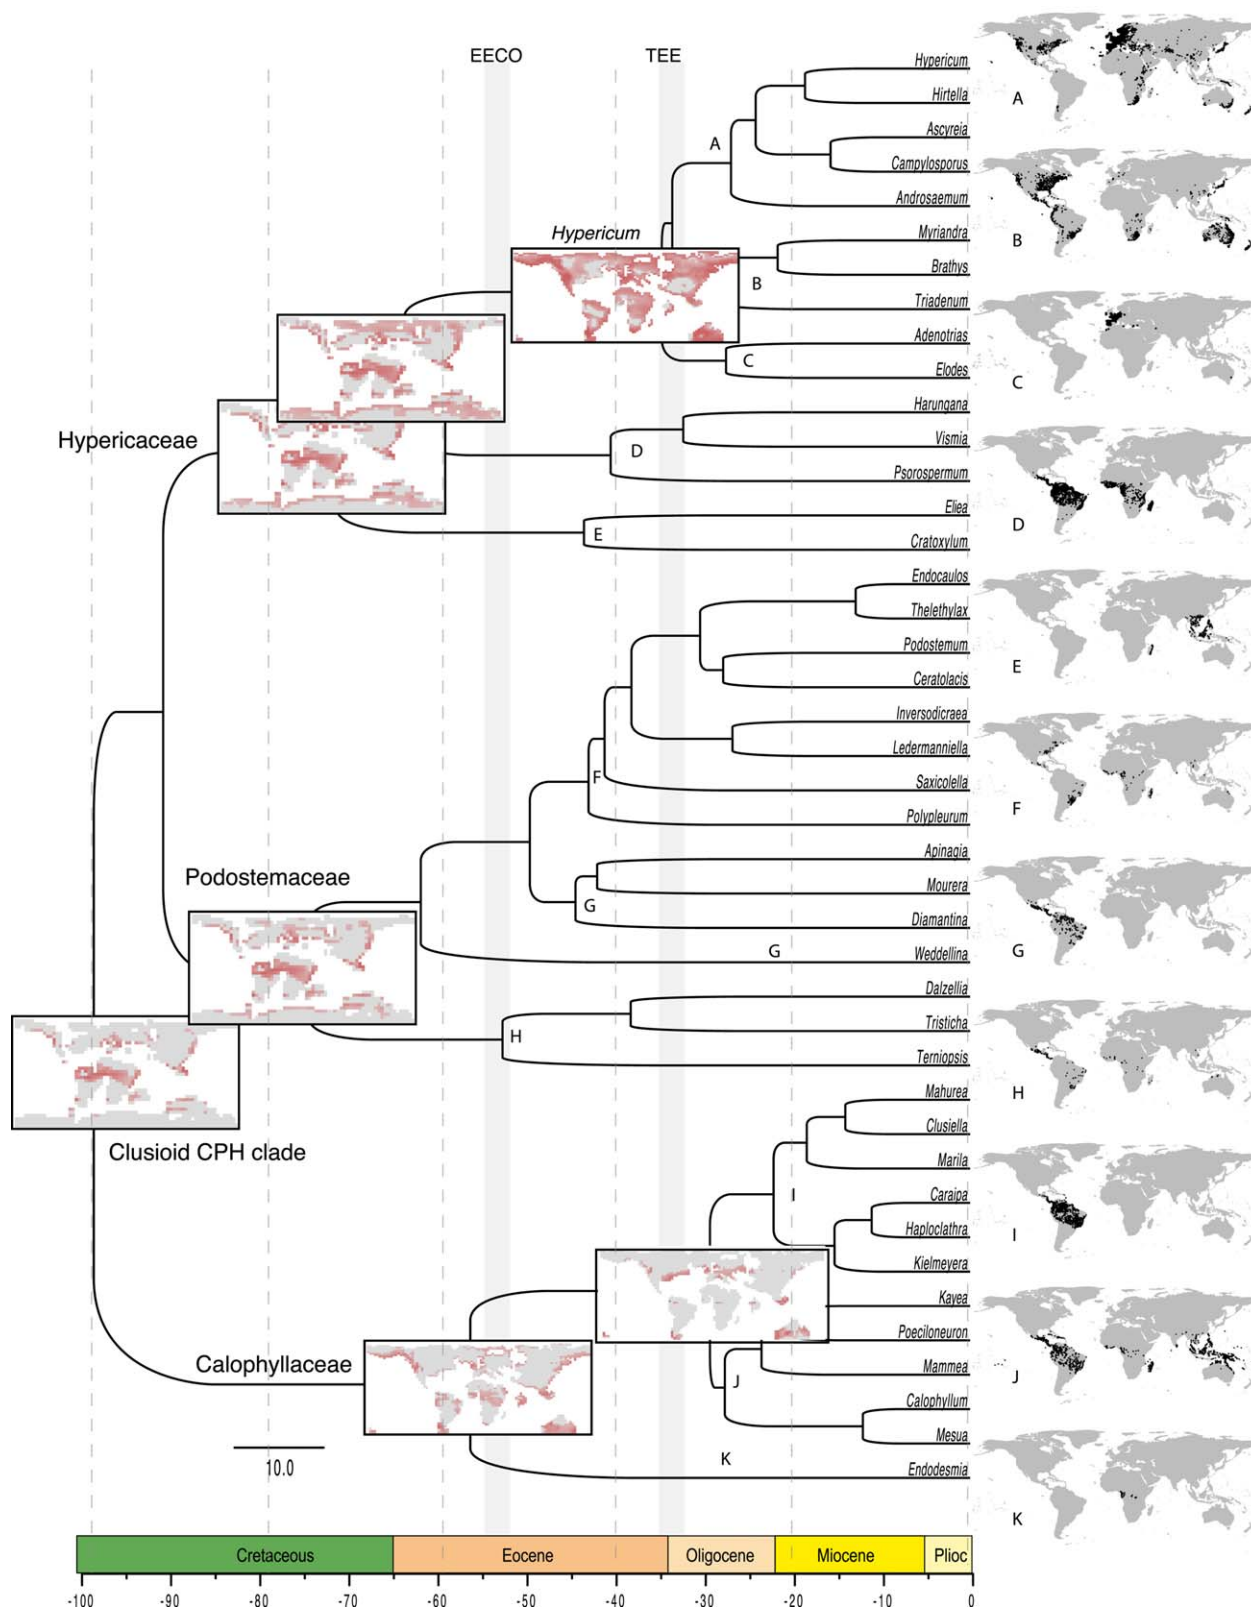 EECO
TEE
Hypericum
Hirtella
A
Ascyreia
Campylosporus
Androsaemum
A
Hypericum
Myriandra
Brathys
B
Triadenum
B
Adenotrias
Elodes
C
C
Harungana
Vismia
Psorospermum
D
D
Hypericaceae
Eliea
Cratoxylum
E
E
Endocaulos
Thelethylax
Podostemum
Ceratolacis
Inversodicraea
Ledermanniella
Saxicolella
Polypleurum
F
F
Podostemaceae
Apinagia
Mourera
Diamantina
Weddellina
G
G
G
Dalzellia
Tristicha
Terniopsis
H
H
Clusioid CPH clade
Mahurea
Clusiella
Marila
Caraipa
Haploclathra
Kielmeyera
I
I
Kayea
Poeciloneuron
Mammea
Calophyllum
Mesua
J
J
Calophyllaceae
Endodesmia
K
K
10.0
Cretaceous
Eocene
Oligocene
Miocene
Plioc
-100
-90
-80
-70
-60
-50
-40
-30
-20
-10
0